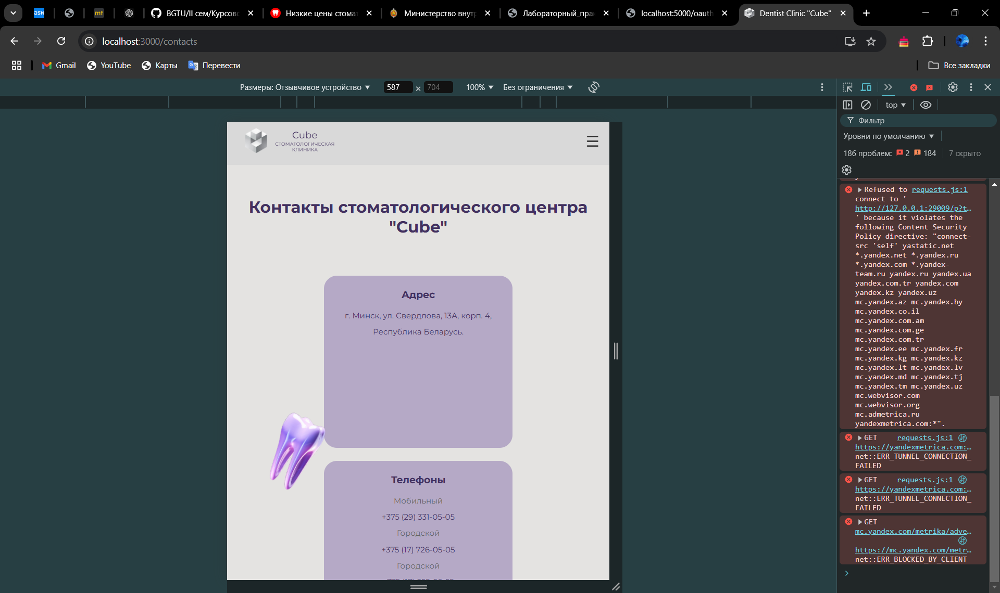 DSM
mt
BGTU/II сем/Курсово
Низкие цены стомат
Министерство внутр
Лабораторный_прак
localhost:5000/oauth
Dentist Clinic "Cube"
localhost:3000/contacts
Gmail
YouTube
Карты
Перевести
Все закладки
Размеры: Отзывчивое устройство
587 × 704
100%
Без ограничения
top
Фильтр
Уровни по умолчанию
186 проблем: 2 184 7 скрыто
Cube
СТОМАТОЛОГИЧЕСКАЯ
КЛИНИКА
Контакты стоматологического центра
"Cube"
Адрес
г. Минск, ул. Свердлова, 13А, корп. 4,
Республика Беларусь.
Телефоны
Мобильный
+375 (29) 331-05-05
Городской
+375 (17) 726-05-05
Городской
Refused to requests.js:1
connect to '
http://127.0.0.1:29009/p?t…
' because it violates the
following Content Security
Policy directive: "connect-
src 'self' yastatic.net
*.yandex.net *.yandex.ru
*.yandex.com *.yandex-
team.ru yandex.ru yandex.ua
yandex.com.tr yandex.com
yandex.kz yandex.uz
mc.yandex.az mc.yandex.by
mc.yandex.co.il
mc.yandex.com.am
mc.yandex.com.ge
mc.yandex.com.tr
mc.yandex.ee mc.yandex.fr
mc.yandex.kg mc.yandex.kz
mc.yandex.lt mc.yandex.lv
mc.yandex.md mc.yandex.tj
mc.yandex.tm mc.yandex.uz
mc.webvisor.com
mc.webvisor.org
mc.admetrica.ru
yandexmetrica.com:*".
GET requests.js:1
https://yandexmetrica.com:…
net::ERR_TUNNEL_CONNECTION_
FAILED
GET requests.js:1
https://yandexmetrica.com:…
net::ERR_TUNNEL_CONNECTION_
FAILED
GET
mc.yandex.com/metrika/adve…
https://mc.yandex.com/metr…
net::ERR_BLOCKED_BY_CLIENT